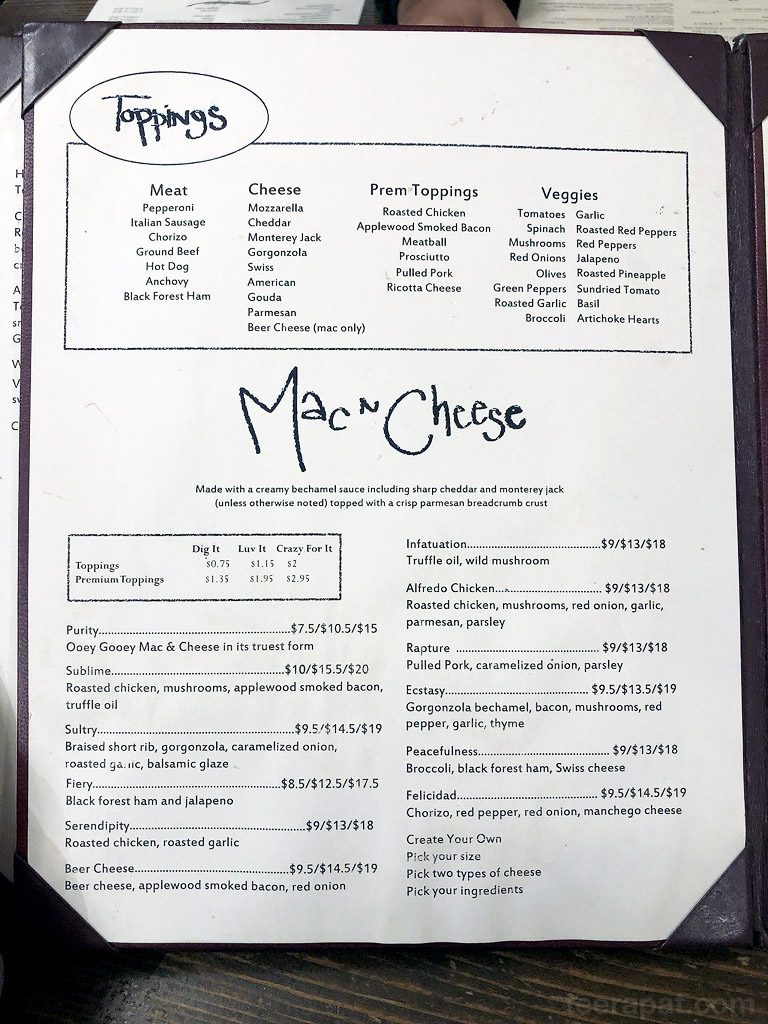 Toppings
Meat
Pepperoni
Italian Sausage
Chorizo
Ground Beef
Hot Dog
Anchovy
Black Forest Ham
Cheese
Mozzarella
Cheddar
Monterey Jack
Gorgonzola
Swiss
American
Gouda
Parmesan
Beer Cheese (mac only)
Prem Toppings
Roasted Chicken
Applewood Smoked Bacon
Meatball
Prosciutto
Pulled Pork
Ricotta Cheese
Veggies
Tomatoes Garlic
Spinach Roasted Red Peppers
Mushrooms Red Peppers
Red Onions Jalapeno
Olives Roasted Pineapple
Green Peppers Sundried Tomato
Roasted Garlic Basil
Broccoli Artichoke Hearts
Mac N Cheese
Made with a creamy bechamel sauce including sharp cheddar and monterey jack
(unless otherwise noted) topped with a crisp parmesan breadcrumb crust
Dig It Luv It Crazy For It
Toppings $0.75 $1.15 $2
Premium Toppings $1.35 $1.95 $2.95
Purity...$7.5/$10.5/$15
Ooey Gooey Mac & Cheese in its truest form
Sublime...$10/$15.5/$20
Roasted chicken, mushrooms, applewood smoked bacon,
truffle oil
Sultry...$9.5/$14.5/$19
Braised short rib, gorgonzola, caramelized onion,
roasted garlic, balsamic glaze
Fiery...$8.5/$12.5/$17.5
Black forest ham and jalapeno
Serendipity...$9/$13/$18
Roasted chicken, roasted garlic
Beer Cheese...$9.5/$14.5/$19
Beer cheese, applewood smoked bacon, red onion
Infatuation...$9/$13/$18
Truffle oil, wild mushroom
Alfredo Chicken...$9/$13/$18
Roasted chicken, mushrooms, red onion, garlic,
parmesan, parsley
Rapture ...$9/$13/$18
Pulled Pork, caramelized onion, parsley
Ecstasy...$9.5/$13.5/$19
Gorgonzola bechamel, bacon, mushrooms, red
pepper, garlic, thyme
Peacefulness...$9/$13/$18
Broccoli, black forest ham, Swiss cheese
Felicidad...$9.5/$14.5/$19
Chorizo, red pepper, red onion, manchego cheese
Create Your Own
Pick your size
Pick two types of cheese
Pick your ingredients
teerapat.com